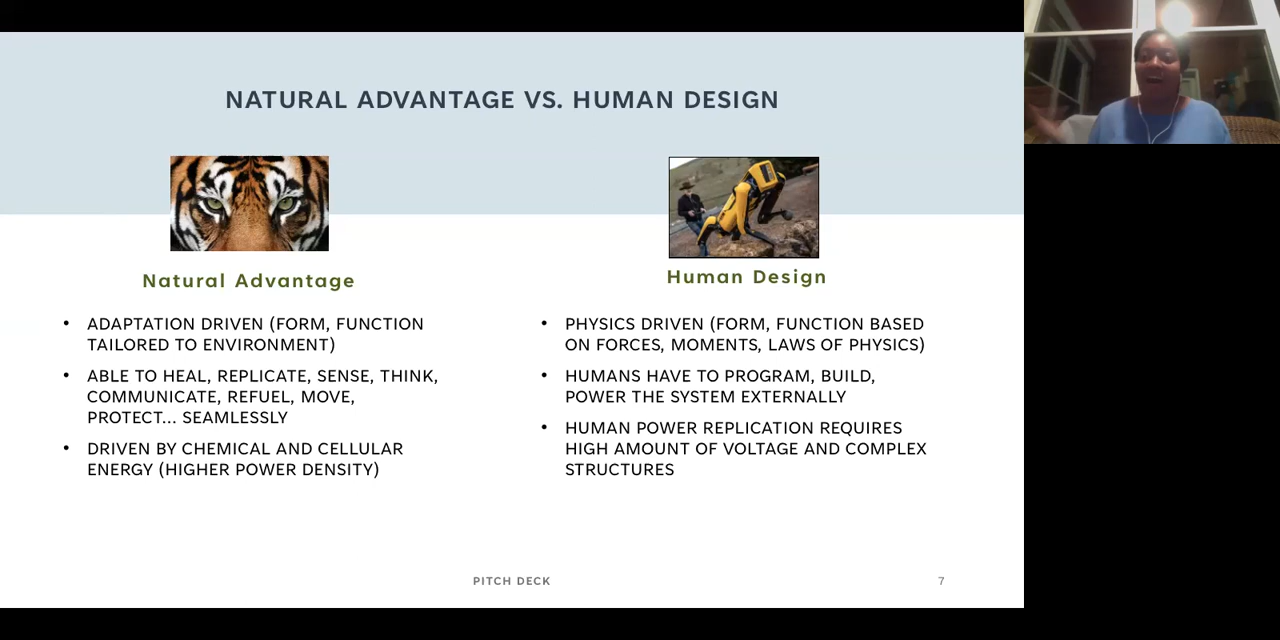 NATURAL ADVANTAGE VS. HUMAN DESIGN
Natural Advantage
• ADAPTATION DRIVEN (FORM, FUNCTION
TAILORED TO ENVIRONMENT)
• ABLE TO HEAL, REPLICATE, SENSE, THINK,
COMMUNICATE, REFUEL, MOVE,
PROTECT... SEAMLESSLY
• DRIVEN BY CHEMICAL AND CELLULAR
ENERGY (HIGHER POWER DENSITY)
Human Design
• PHYSICS DRIVEN (FORM, FUNCTION BASED
ON FORCES, MOMENTS, LAWS OF PHYSICS)
• HUMANS HAVE TO PROGRAM, BUILD,
POWER THE SYSTEM EXTERNALLY
• HUMAN POWER REPLICATION REQUIRES
HIGH AMOUNT OF VOLTAGE AND COMPLEX
STRUCTURES
PITCH DECK
7